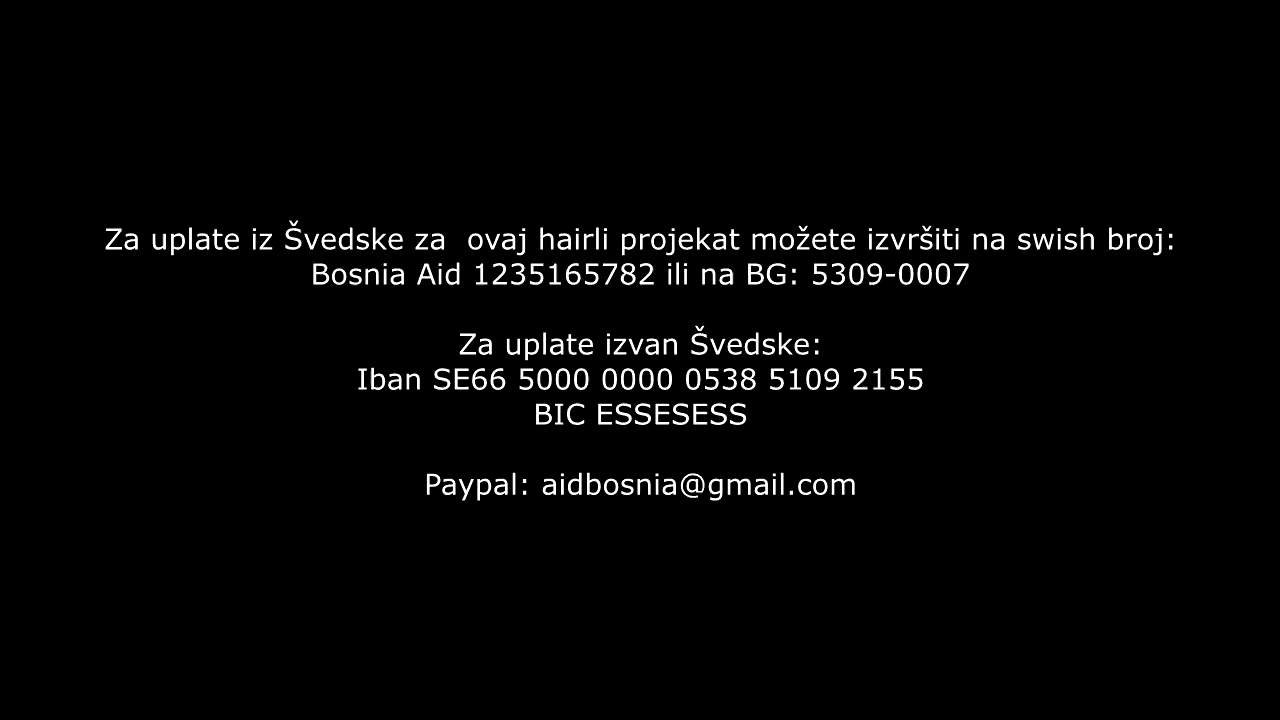 Za uplate iz Švedske za  ovaj hairli projekat možete izvršiti na swish broj:
Bosnia Aid 1235165782 ili na BG: 5309-0007
Za uplate izvan Švedske:
Iban SE66 5000 0000 0538 5109 2155
BIC ESSESESS
Paypal: aidbosnia@gmail.com